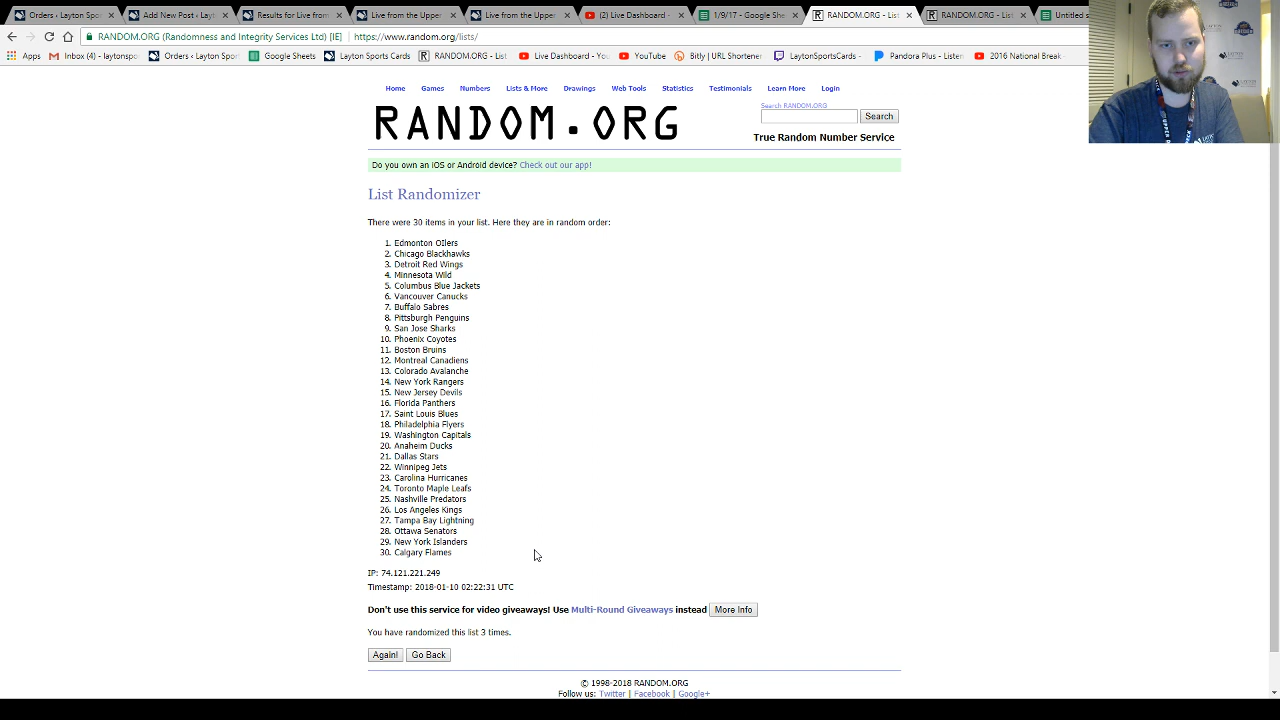 Orders ‹ Layton Spor
Add New Post ‹ Layt
Results for Live from
Live from the Upper
Live from the Upper
(2) Live Dashboard -
1/9/17 - Google Shee
RANDOM.ORG - Lis
RANDOM.ORG - List
Untitled s
RANDOM.ORG (Randomness and Integrity Services Ltd) [IE]
https://www.random.org/lists/
Apps
Inbox (4) - laytonspo
Orders ‹ Layton Spo
Google Sheets
Layton Sports Cards
RANDOM.ORG - List
Live Dashboard - Yo
YouTube
Bitly | URL Shortener
LaytonSportsCards -
Pandora Plus - Listen
2016 National Break
Home Games Numbers Lists & More Drawings Web Tools Statistics Testimonials Learn More Login
RANDOM.ORG
Search RANDOM.ORG
Search
True Random Number Service
Do you own an iOS or Android device? Check out our app!
List Randomizer
There were 30 items in your list. Here they are in random order:
1. Edmonton OIlers
2. Chicago Blackhawks
3. Detroit Red Wings
4. Minnesota Wild
5. Columbus Blue Jackets
6. Vancouver Canucks
7. Buffalo Sabres
8. Pittsburgh Penguins
9. San Jose Sharks
10. Phoenix Coyotes
11. Boston Bruins
12. Montreal Canadiens
13. Colorado Avalanche
14. New York Rangers
15. New Jersey Devils
16. Florida Panthers
17. Saint Louis Blues
18. Philadelphia Flyers
19. Washington Capitals
20. Anaheim Ducks
21. Dallas Stars
22. Winnipeg Jets
23. Carolina Hurricanes
24. Toronto Maple Leafs
25. Nashville Predators
26. Los Angeles Kings
27. Tampa Bay Lightning
28. Ottawa Senators
29. New York Islanders
30. Calgary Flames
IP: 74.121.221.249
Timestamp: 2018-01-10 02:22:31 UTC
Don't use this service for video giveaways! Use Multi-Round Giveaways instead More Info
You have randomized this list 3 times.
Again! Go Back
© 1998-2018 RANDOM.ORG
Follow us: Twitter | Facebook | Google+